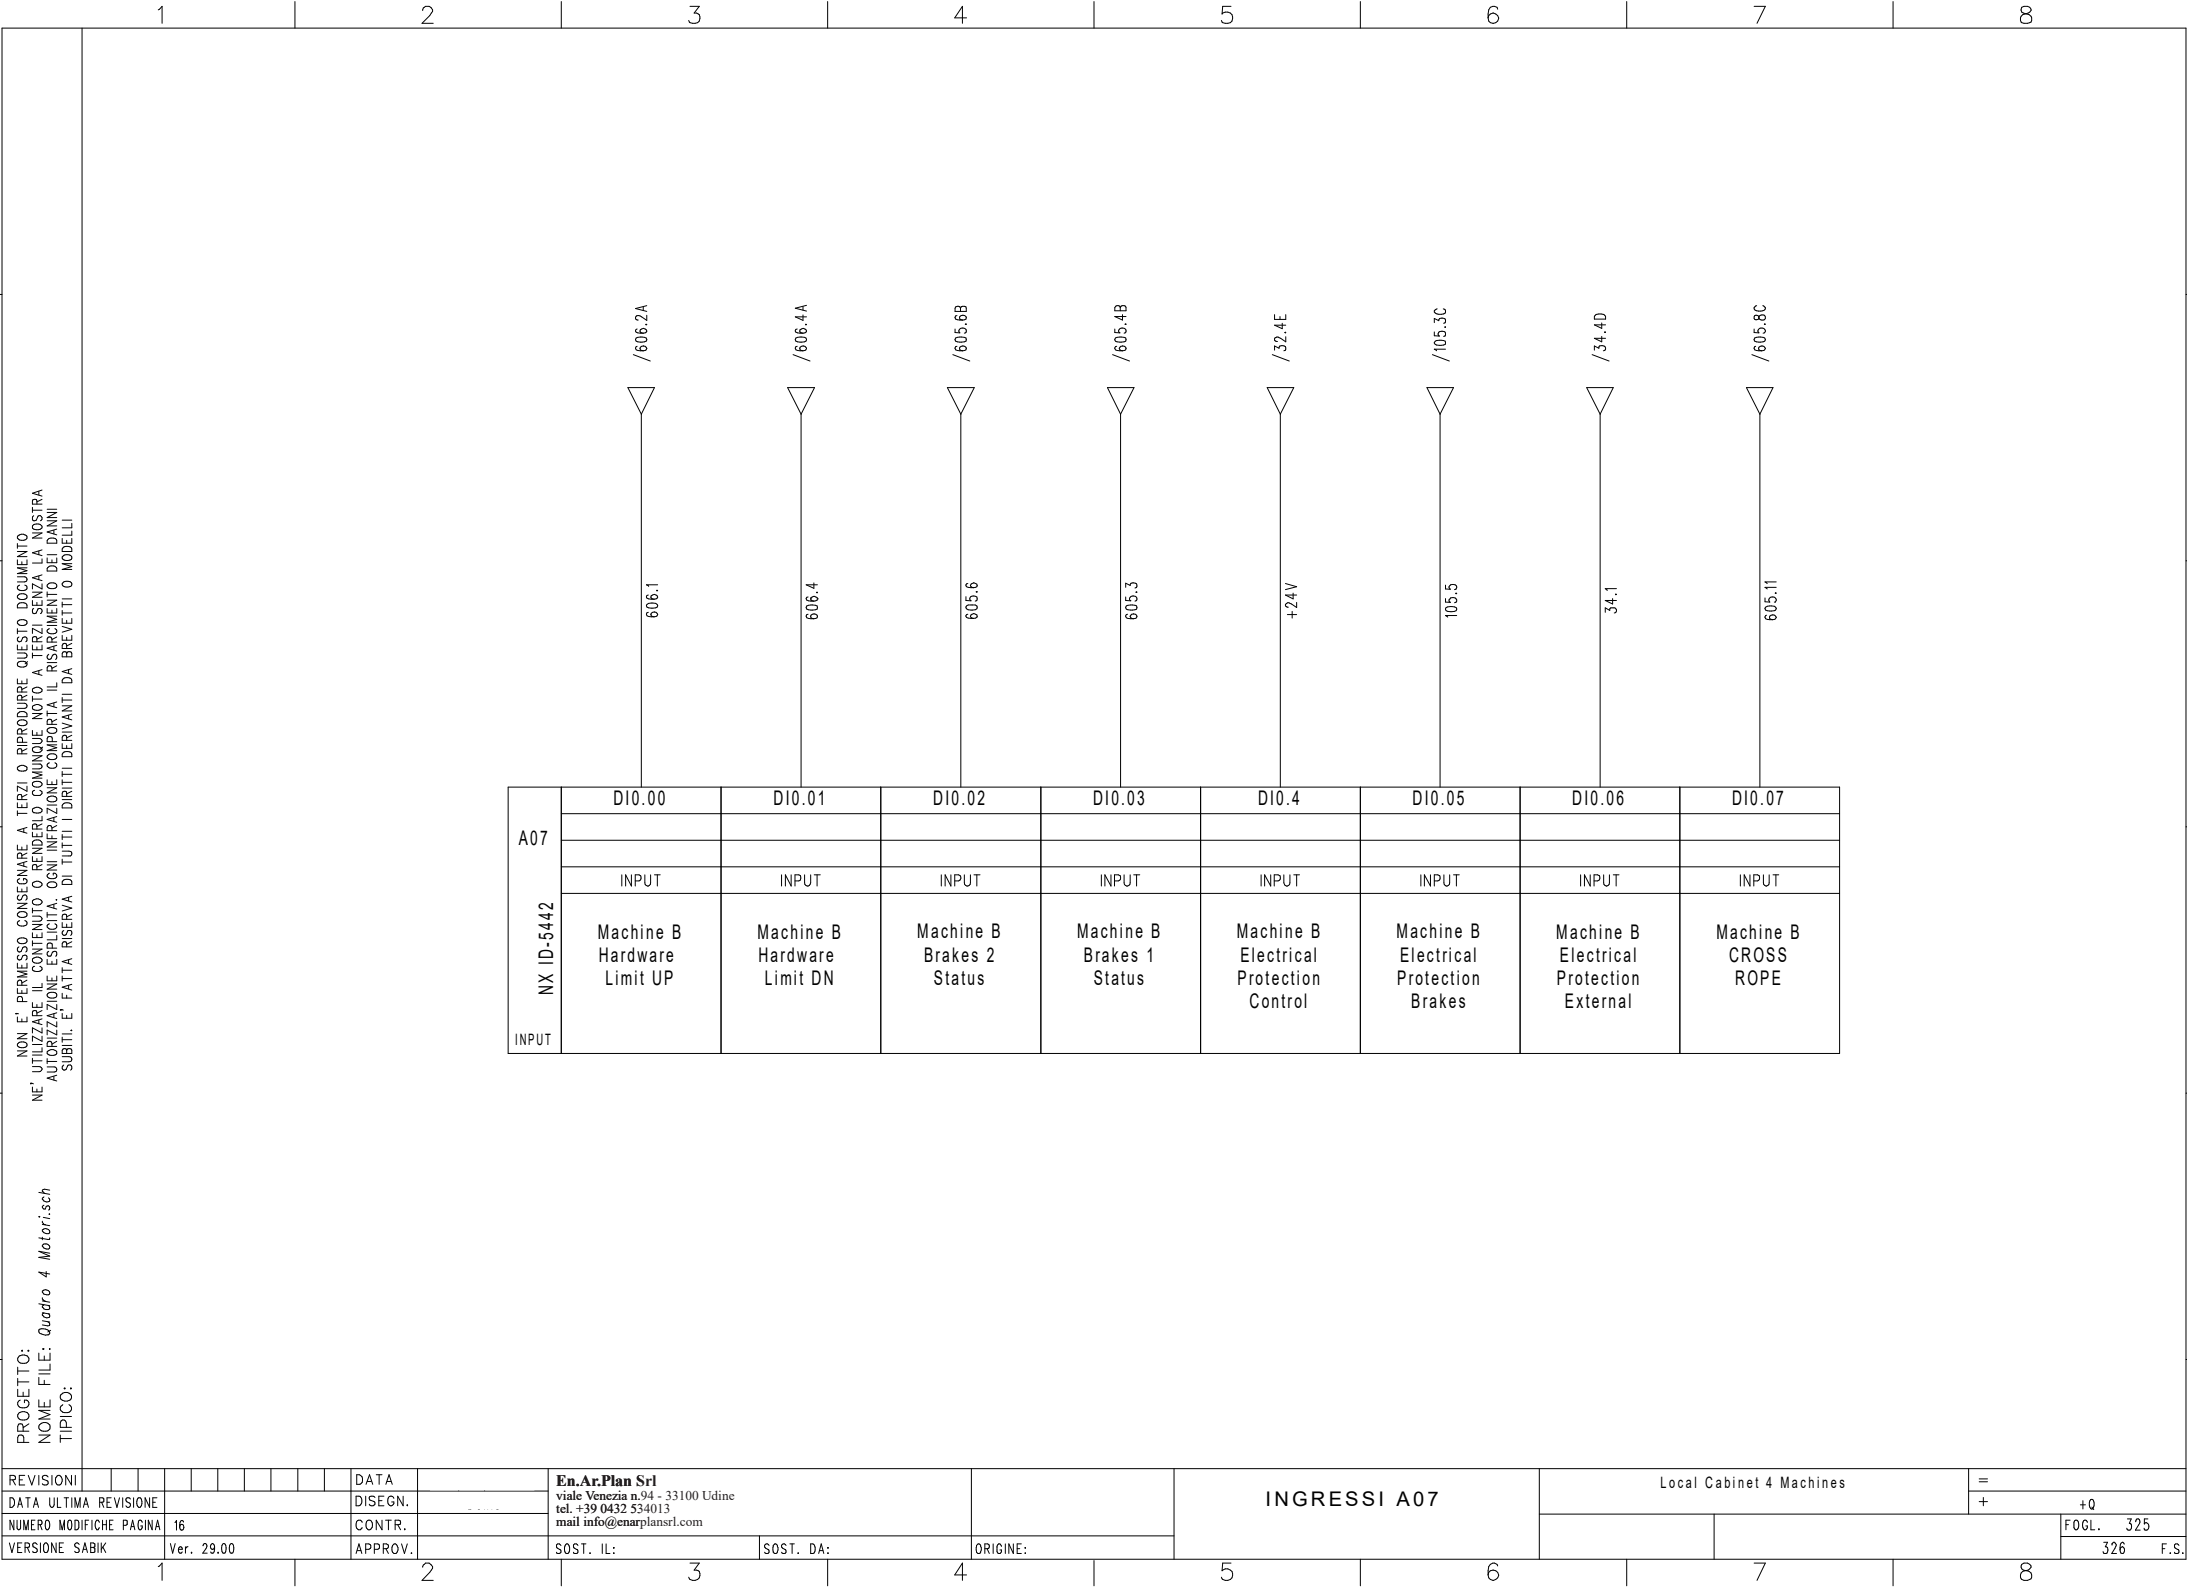 1 2 3 4 5 6 7 8
/606.2A /606.4A /605.6B /605.4B /32.4E /105.3C /34.4D /605.8C
606.1 606.4 605.6 605.3 +24V 105.5 34.1 605.11
A07
NX ID-5442
INPUT
DI0.00 DI0.01 DI0.02 DI0.03 DI0.4 DI0.05 DI0.06 DI0.07
INPUT INPUT INPUT INPUT INPUT INPUT INPUT INPUT
Machine B
Hardware
Limit UP
Machine B
Hardware
Limit DN
Machine B
Brakes 2
Status
Machine B
Brakes 1
Status
Machine B
Electrical
Protection
Control
Machine B
Electrical
Protection
Brakes
Machine B
Electrical
Protection
External
Machine B
CROSS
ROPE
NON E' PERMESSO CONSEGNARE A TERZI O RIPRODURRE QUESTO DOCUMENTO
NE' UTILIZZARE IL CONTENUTO O RENDERLO COMUNQUE NOTO A TERZI SENZA LA NOSTRA
AUTORIZZAZIONE ESPLICITA. OGNI INFRAZIONE COMPORTA IL RISARCIMENTO DEI DANNI
SUBITI. E' FATTA RISERVA DI TUTTI I DIRITTI DERIVANTI DA BREVETTI O MODELLI
PROGETTO:
NOME FILE: Quadro 4 Motori.sch
TIPICO:
REVISIONI
DATA ULTIMA REVISIONE
NUMERO MODIFICHE PAGINA 16
VERSIONE SABIK Ver. 29.00
DATA
DISEGN.
CONTR.
APPROV.
En.Ar.Plan Srl
viale Venezia n.94 - 33100 Udine
tel. +39 0432 534013
mail info@enarplansrl.com
SOST. IL: SOST. DA: ORIGINE:
INGRESSI A07
Local Cabinet 4 Machines
=
+ +Q
FOGL. 325
326 F.S.
1 2 3 4 5 6 7 8